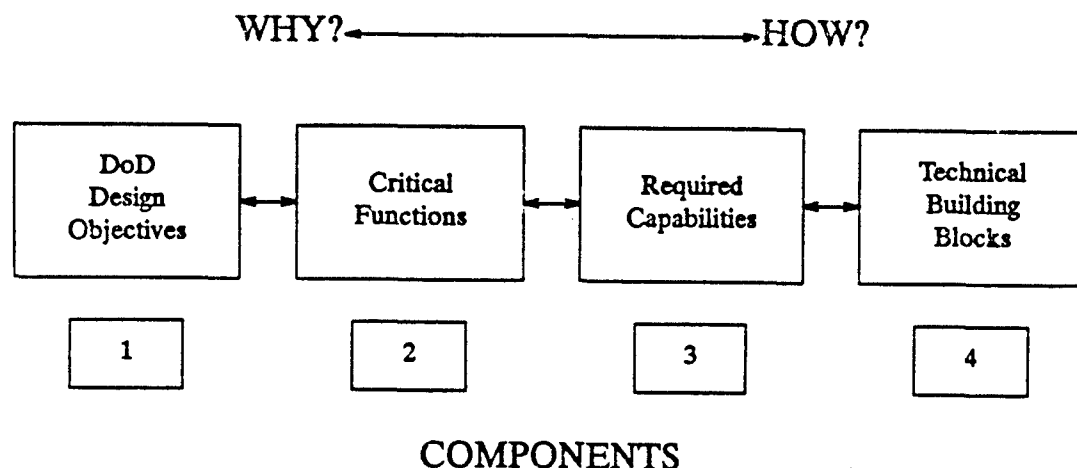 WHY? HOW?
DoD
Design
Objectives
Critical
Functions
Required
Capabilities
Technical
Building
Blocks
1
2
3
4
COMPONENTS